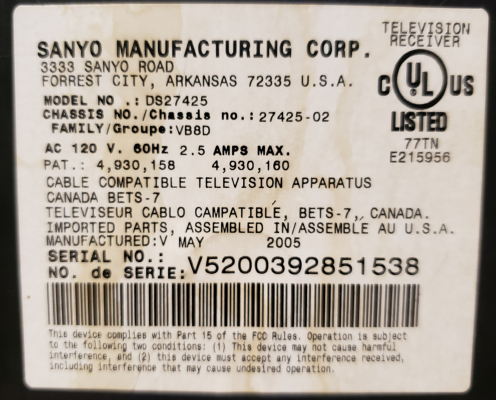 SANYO MANUFACTURING CORP.
3333 SANYO ROAD
FORREST CITY, ARKANSAS 72335 U.S.A.
MODEL NO .: DS27425
CHASSIS NO./Chassis no.: 27425-02
FAMILY/Groupe:VB8D
AC 120 V. 60Hz 2.5 AMPS MAX.
PAT.: 4,930,158 4,930,160
CABLE COMPATIBLE TELEVISION APPARATUS
CANADA BETS-7
TELEVISEUR CABLO CAMPATIBLE, BETS-7, CANADA.
IMPORTED PARTS, ASSEMBLED IN/ASSEMBLE AU U.S.A.
MANUFACTURED:V MAY 2005
SERIAL NO.:
NO. de SERIE: V5200392851538
TELEVISION
RECEIVER
C UL US
LISTED
77TN
E215956
This device complies with Part 15 of the FCC Rules. Operation is subject
to the following two conditions: (1) This device may not cause harmful
interference, and (2) this device must accept any interference received,
including interference that may cause undesired operation.